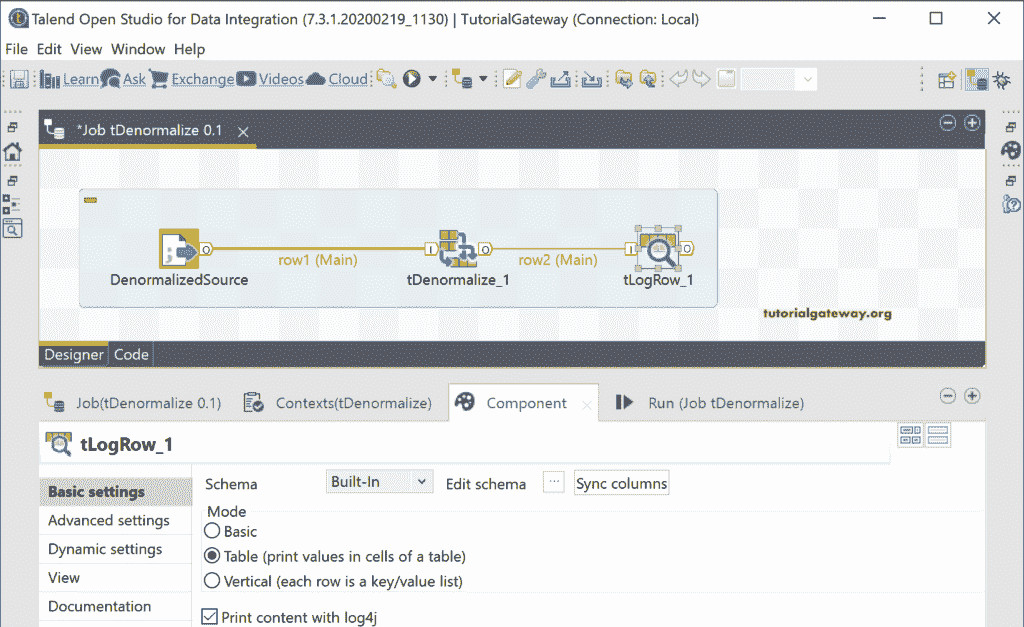 Talend Open Studio for Data Integration (7.3.1.20200219_1130) | TutorialGateway (Connection: Local)
File Edit View Window Help
Learn Ask Exchange Videos Cloud
*Job tDenormalize 0.1
row1 (Main) row2 (Main)
DenormalizedSource tDenormalize_1 tLogRow_1
tutorialgateway.org
Designer Code
Job(tDenormalize 0.1) Contexts(tDenormalize) Component Run (Job tDenormalize)
tLogRow_1
Basic settings
Advanced settings
Dynamic settings
View
Documentation
Schema Built-In Edit schema ... Sync columns
Mode
Basic
Table (print values in cells of a table)
Vertical (each row is a key/value list)
Print content with log4j